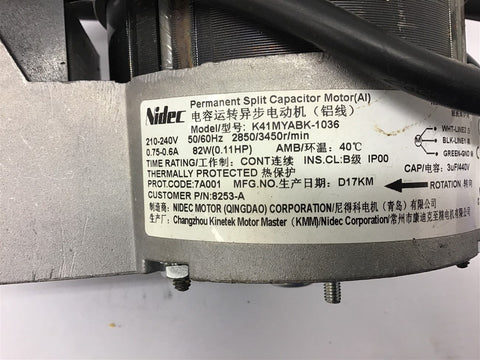 Nidec
Permanent Split Capacitor Motor(Al)
电容运转异步电动机（铝线）
Model/型号: K41MYABK-1036
210-240V 50/60Hz 2850/3450r/min
0.75-0.6A 82W(0.11HP) AMB/环温: 40℃
TIME RATING/工作制: CONT连续 INS.CL:B级 IP00
THERMALLY PROTECTED 热保护
PROT.CODE:7A001 MFG.NO.生产日期: D17KM
CUSTOMER P/N:8253-A
制造商: NIDEC MOTOR (QINGDAO) CORPORATION/尼得科电机（青岛）有限公司
生产厂: Changzhou Kinetek Motor Master (KMM)/Nidec Corporation/常州市康迪克至精电机有限公司
WHT-LINE2
BLK-LINE1
GREEN-GND
CAP/电容: 3uF/440V
ROTATION.